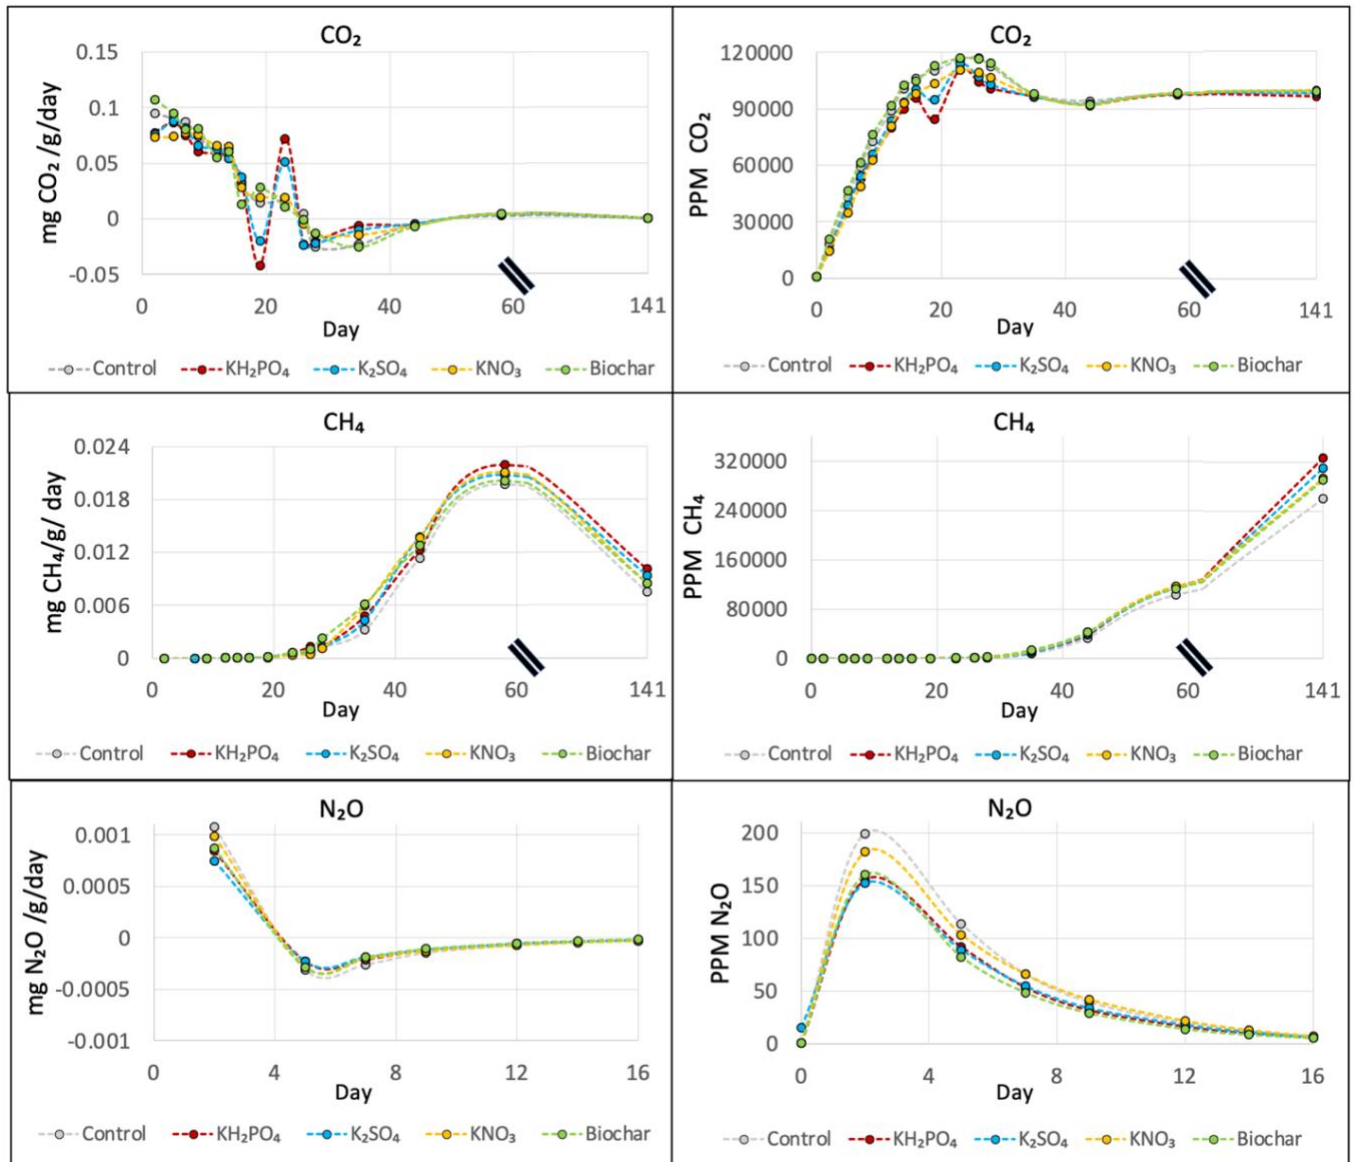 CO₂
mg CO₂ /g/day
0.15
0.1
0.05
0
-0.05
0 20 40 60 141
Day
Control KH₂PO₄ K₂SO₄ KNO₃ Biochar
CO₂
PPM CO₂
120000
90000
60000
30000
0
0 20 40 60 141
Day
Control KH₂PO₄ K₂SO₄ KNO₃ Biochar
CH₄
mg CH₄/g/ day
0.024
0.018
0.012
0.006
0
0 20 40 60 141
Day
Control KH₂PO₄ K₂SO₄ KNO₃ Biochar
CH₄
PPM CH₄
320000
240000
160000
80000
0
0 20 40 60 141
Day
Control KH₂PO₄ K₂SO₄ KNO₃ Biochar
N₂O
mg N₂O /g/day
0.001
0.0005
0
-0.0005
-0.001
0 4 8 12 16
Day
Control KH₂PO₄ K₂SO₄ KNO₃ Biochar
N₂O
PPM N₂O
200
150
100
50
0
0 4 8 12 16
Day
Control KH₂PO₄ K₂SO₄ KNO₃ Biochar